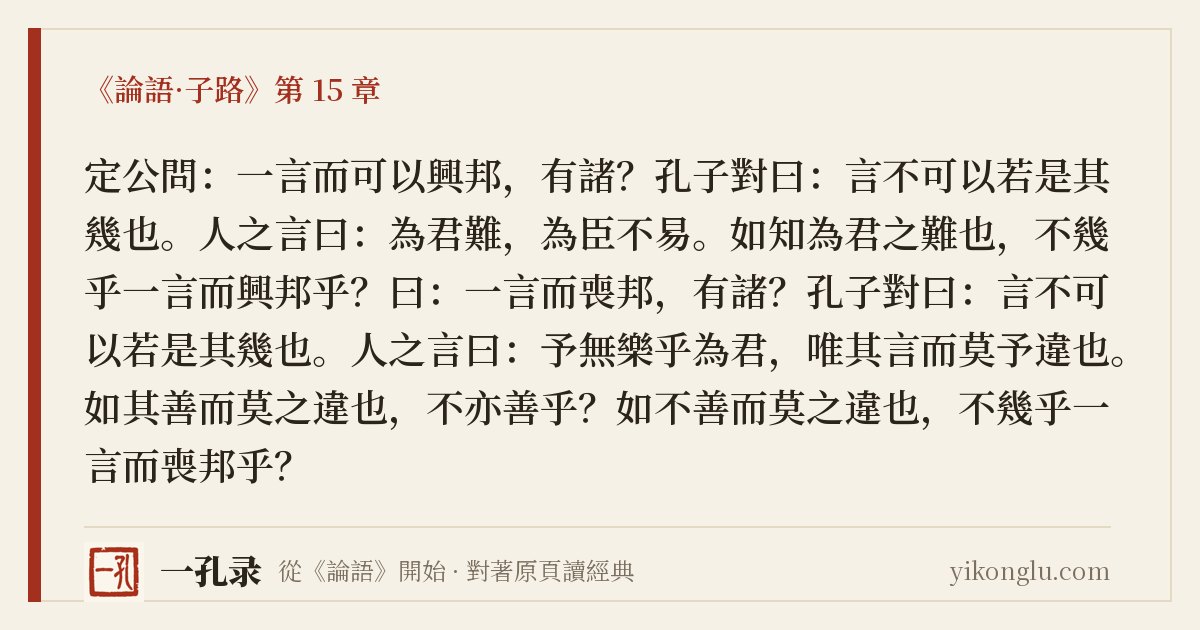 《論語·子路》第 15 章
定公問：一言而可以興邦，有諸？孔子對曰：言不可以若是其
幾也。人之言曰：為君難，為臣不易。如知為君之難也，不幾
乎一言而興邦乎？曰：一言而喪邦，有諸？孔子對曰：言不可
以若是其幾也。人之言曰：予無樂乎為君，唯其言而莫予違也。
如其善而莫之違也，不亦善乎？如不善而莫之違也，不幾乎一
言而喪邦乎？
一孔
一孔录
從《論語》開始 · 對著原頁讀經典
yikonglu.com